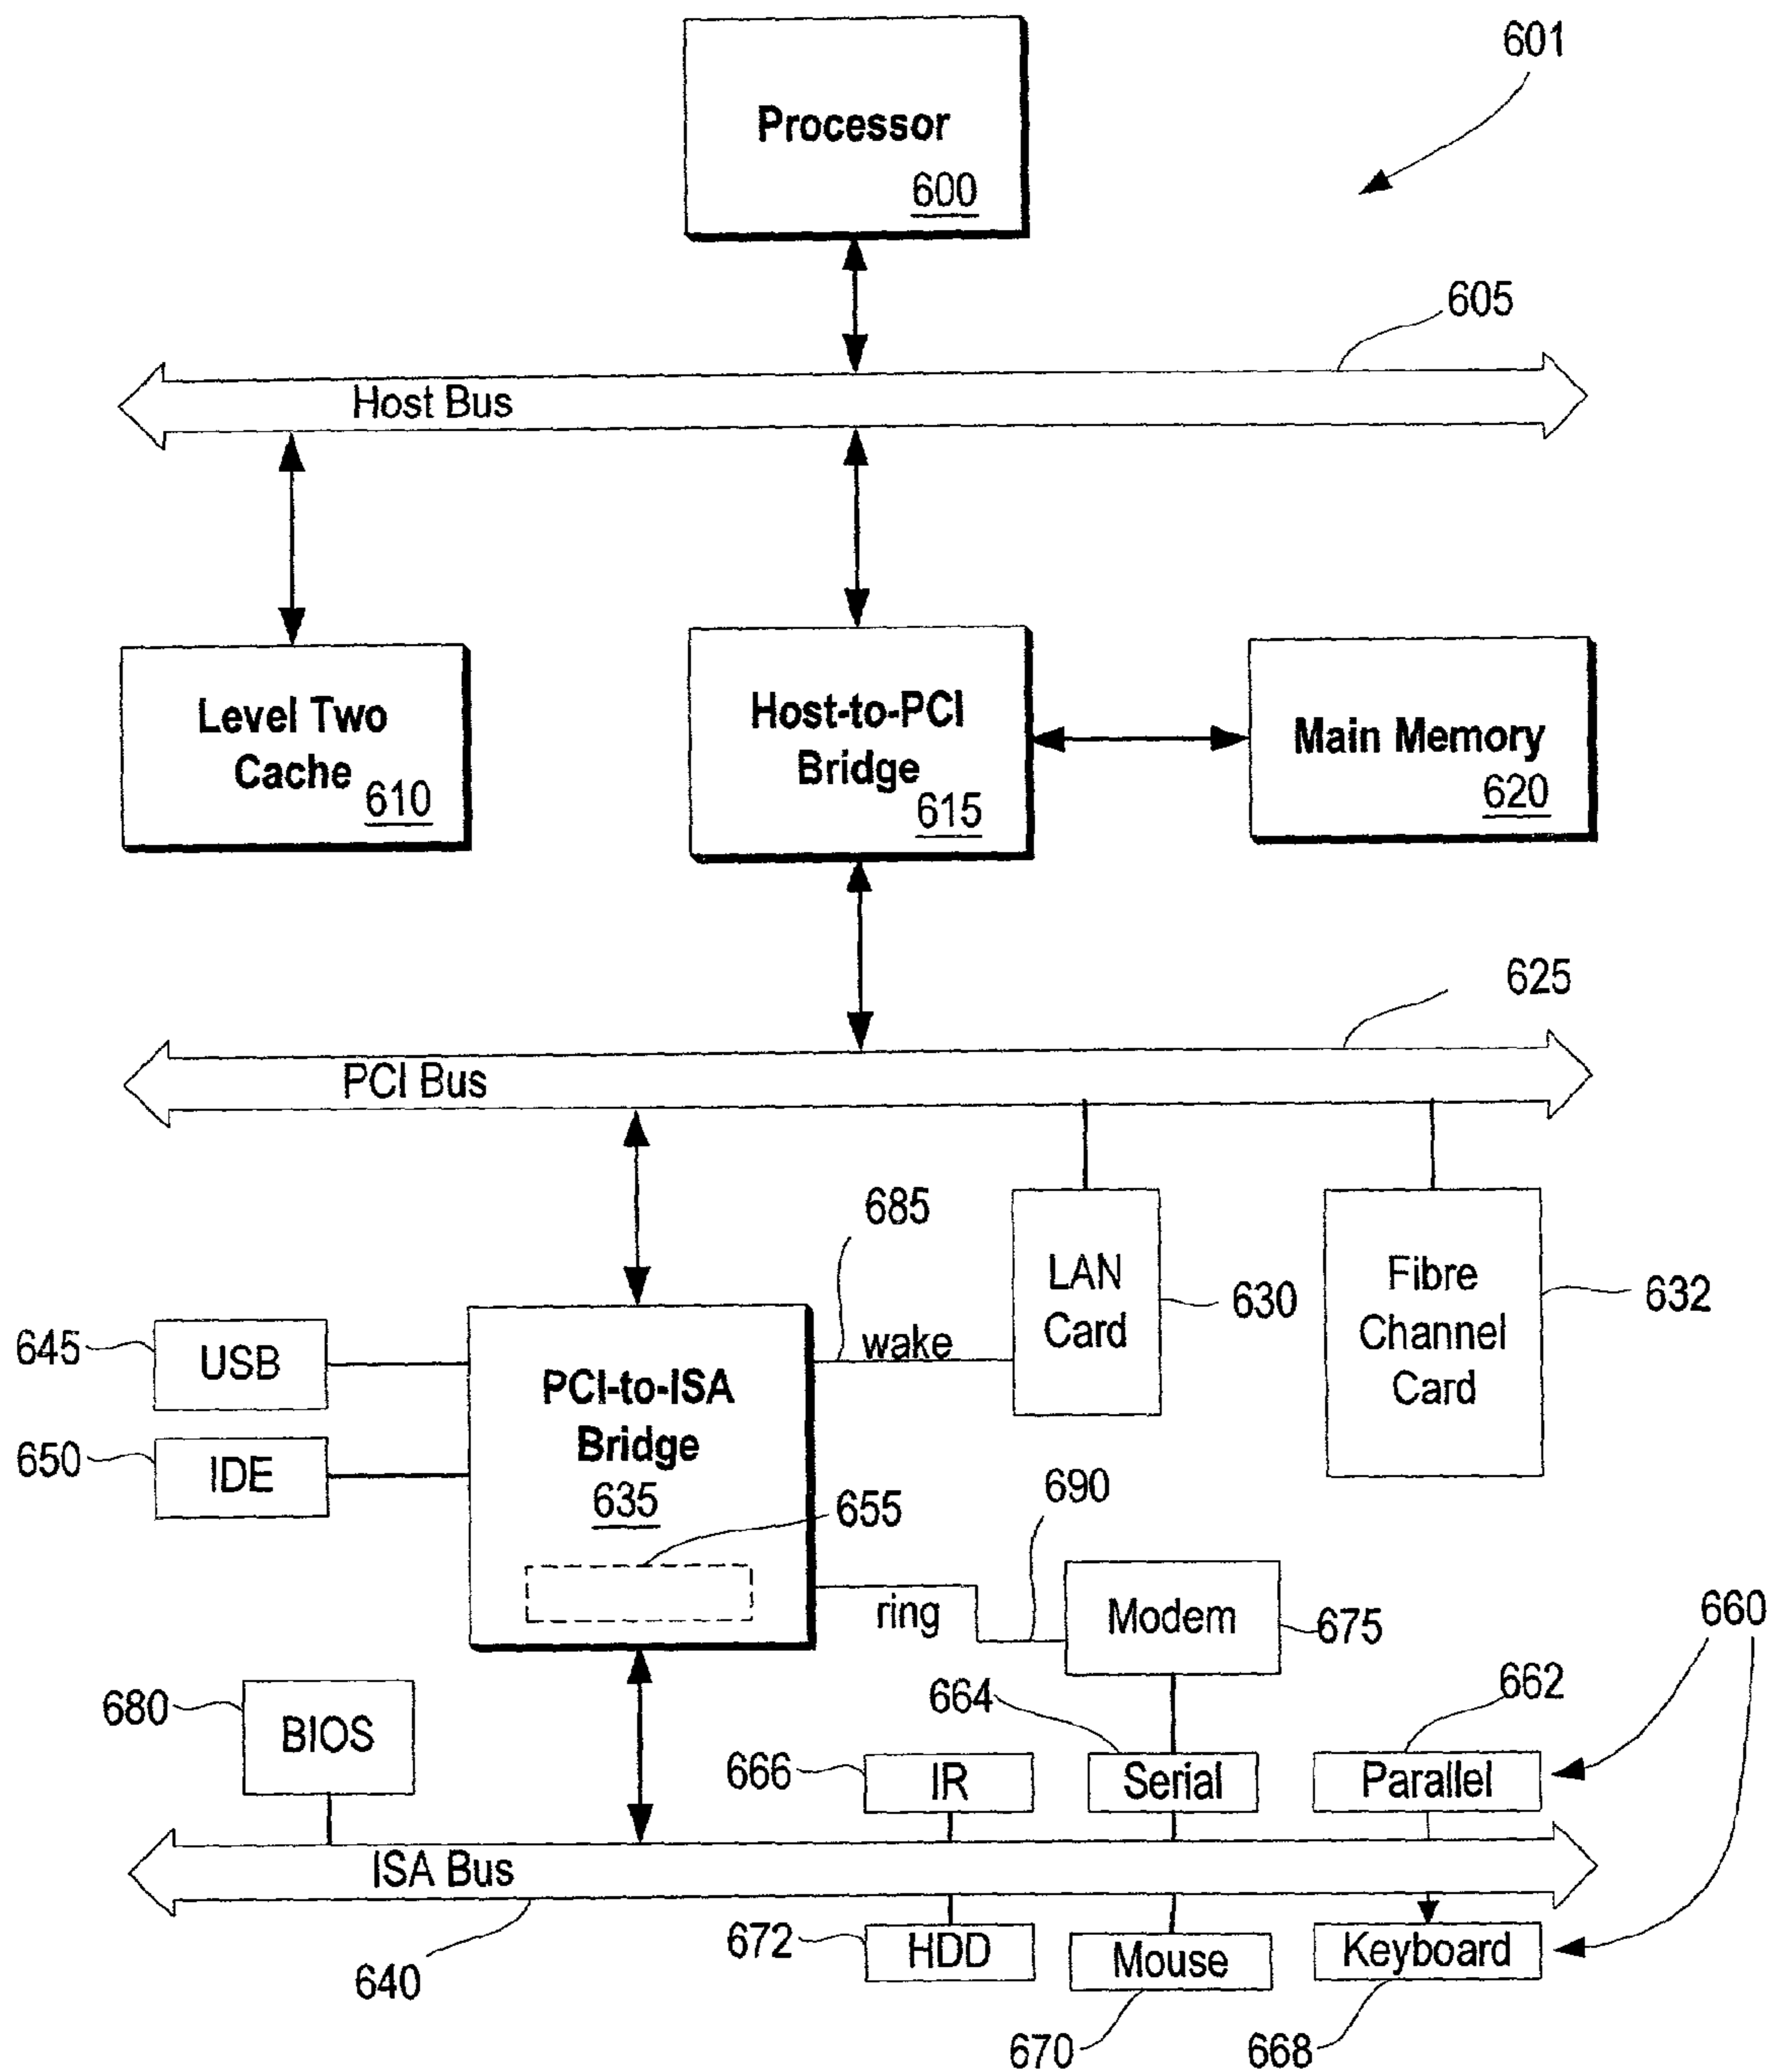 601
Processor
600
605
Host Bus
Level Two
Cache
610
Host-to-PCI
Bridge
615
Main Memory
620
625
PCI Bus
685
LAN
Card
630
Fibre
Channel
Card
632
645
USB
wake
PCI-to-ISA
Bridge
635
650
IDE
655
690
ring
Modem
675
660
680
BIOS
664
662
666
IR
Serial
Parallel
ISA Bus
640
672
HDD
Mouse
Keyboard
670
668